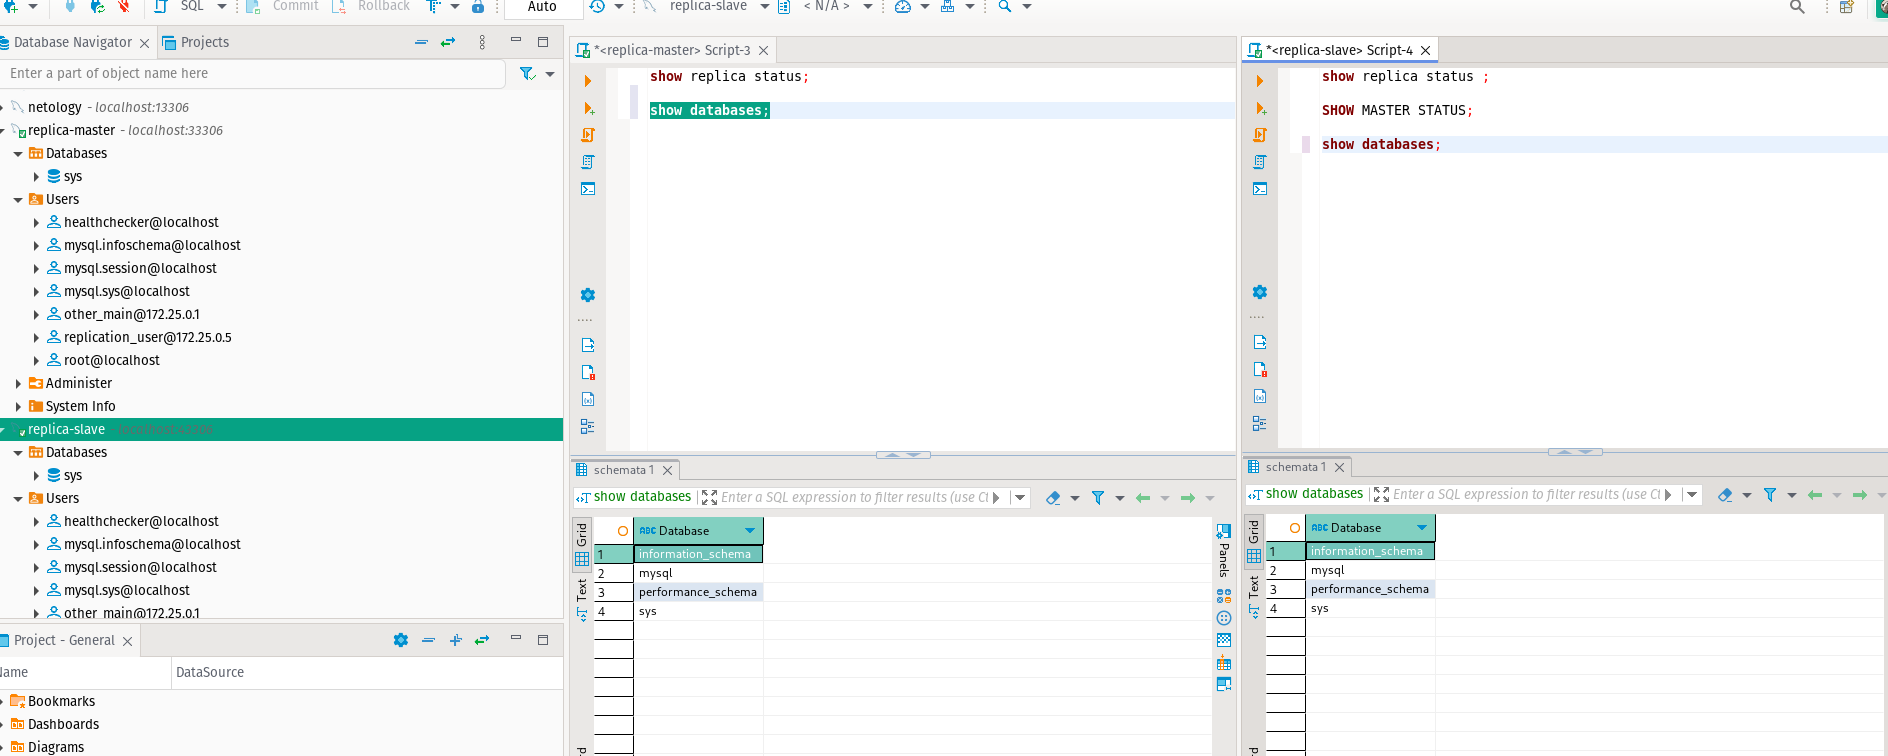 SQL Commit Rollback Auto replica-slave < N/A >
Database Navigator Projects
Enter a part of object name here
netology - localhost:13306
replica-master - localhost:33306
Databases
sys
Users
healthchecker@localhost
mysql.infoschema@localhost
mysql.session@localhost
mysql.sys@localhost
other_main@172.25.0.1
replication_user@172.25.0.5
root@localhost
Administer
System Info
replica-slave
Databases
sys
Users
healthchecker@localhost
mysql.infoschema@localhost
mysql.session@localhost
mysql.sys@localhost
other_main@172.25.0.1
Project - General
Name DataSource
Bookmarks
Dashboards
Diagrams
*<replica-master> Script-3
show replica status;
show databases;
schemata 1
show databases Enter a SQL expression to filter results (use Ct
Grid
Text
Database
1 information_schema
2 mysql
3 performance_schema
4 sys
Panels
*<replica-slave> Script-4
show replica status ;
SHOW MASTER STATUS;
show databases;
schemata 1
show databases Enter a SQL expression to filter results (use Ct
Grid
Text
Database
1 information_schema
2 mysql
3 performance_schema
4 sys